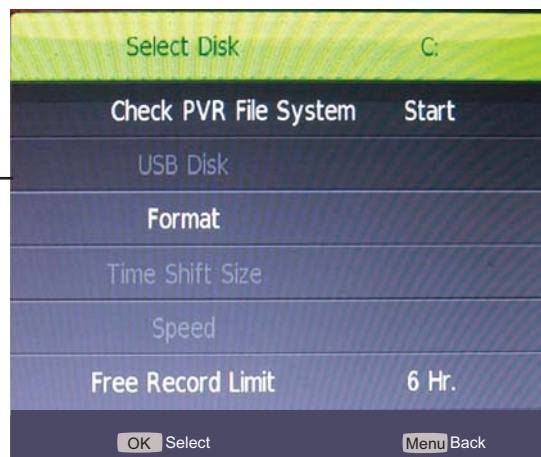 Select Disk C:
Check PVR File System Start
USB Disk
Format
Time Shift Size
Speed
Free Record Limit 6 Hr.
OK Select Menu Back